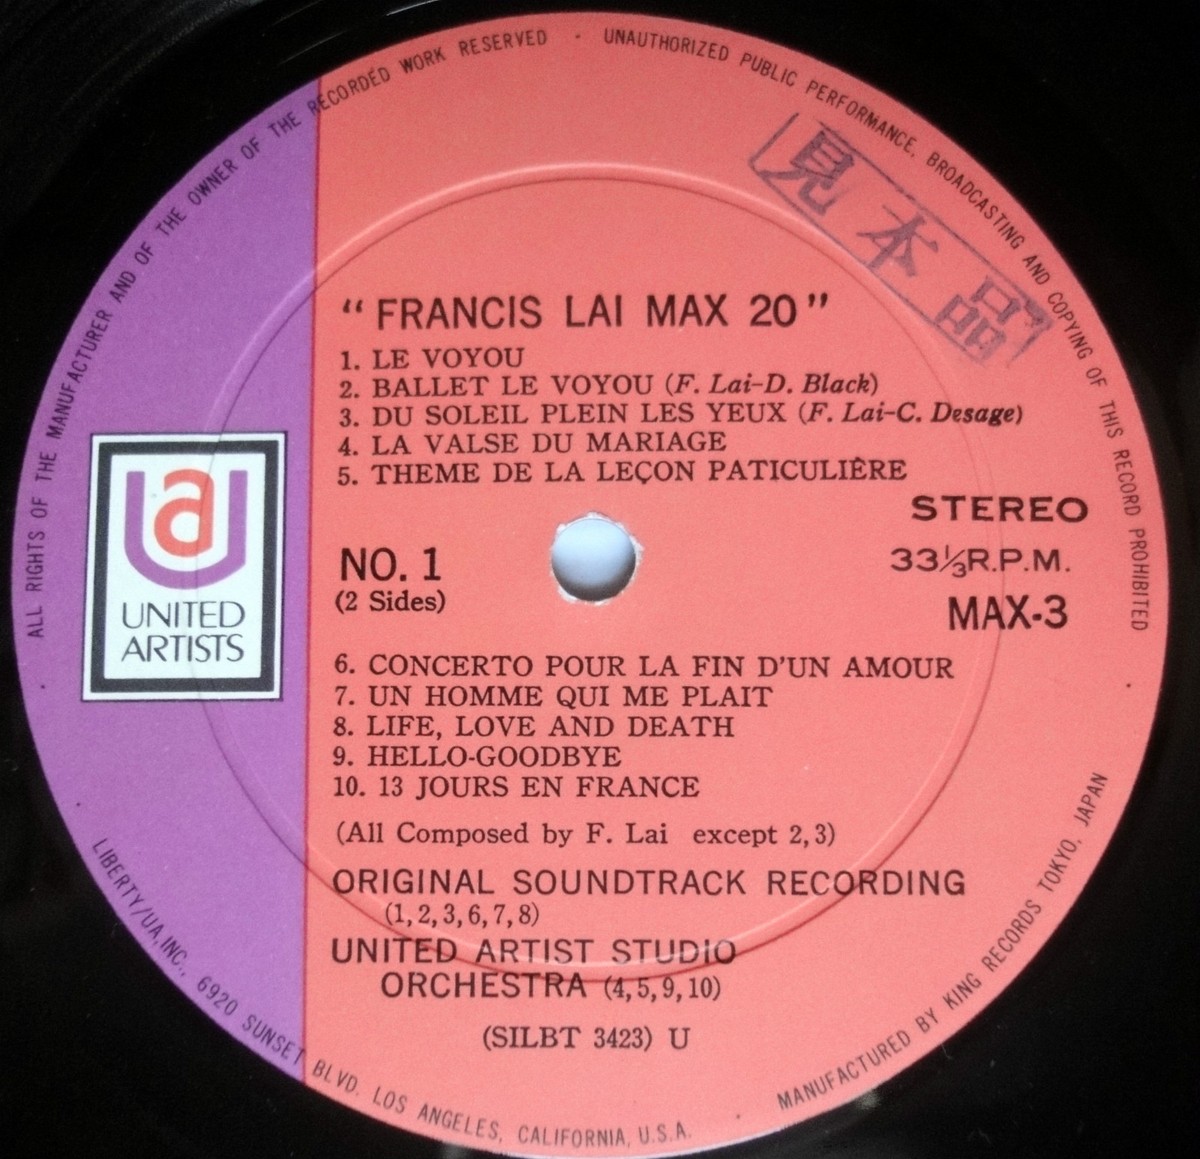 ALL RIGHTS OF THE MANUFACTURER AND OF THE OWNER OF THE RECORDED WORK RESERVED · UNAUTHORIZED PUBLIC PERFORMANCE, BROADCASTING AND COPYING OF THIS RECORD PROHIBITED
見本品
"FRANCIS LAI MAX 20"
1. LE VOYOU
2. BALLET LE VOYOU (F. Lai-D. Black)
3. DU SOLEIL PLEIN LES YEUX (F. Lai-C. Desage)
4. LA VALSE DU MARIAGE
5. THEME DE LA LEÇON PATICULIÊRE
STEREO
33⅓R.P.M.
MAX-3
NO. 1
(2 Sides)
ua
UNITED
ARTISTS
6. CONCERTO POUR LA FIN D'UN AMOUR
7. UN HOMME QUI ME PLAIT
8. LIFE, LOVE AND DEATH
9. HELLO-GOODBYE
10. 13 JOURS EN FRANCE
(All Composed by F. Lai except 2,3)
ORIGINAL SOUNDTRACK RECORDING
(1,2,3,6,7,8)
UNITED ARTIST STUDIO
ORCHESTRA (4,5,9,10)
(SILBT 3423) U
LIBERTY/UA, INC., 6920 SUNSET BLVD. LOS ANGELES, CALIFORNIA, U.S.A. · MANUFACTURED BY KING RECORDS TOKYO, JAPAN